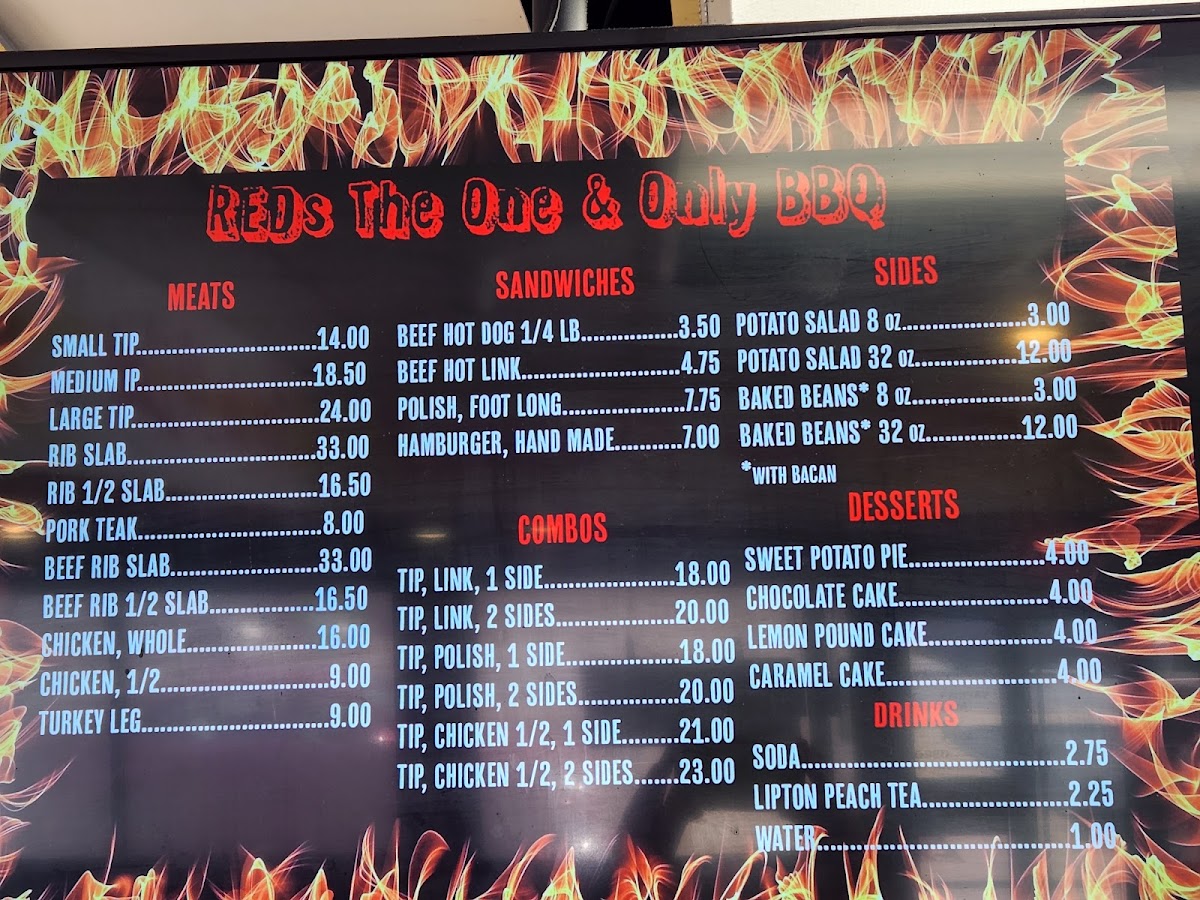 REDs The One & Only BBQ
MEATS
SMALL TIP..............................14.00
MEDIUM IP............................18.50
LARGE TIP..............................24.00
RIB SLAB...............................33.00
RIB 1/2 SLAB.........................16.50
PORK TEAK..............................8.00
BEEF RIB SLAB........................33.00
BEEF RIB 1/2 SLAB.................16.50
CHICKEN, WHOLE.....................16.00
CHICKEN, 1/2...........................9.00
TURKEY LEG..............................9.00
SANDWICHES
BEEF HOT DOG 1/4 LB................3.50
BEEF HOT LINK..........................4.75
POLISH, FOOT LONG....................7.75
HAMBURGER, HAND MADE...........7.00
COMBOS
TIP, LINK, 1 SIDE.....................18.00
TIP, LINK, 2 SIDES...................20.00
TIP, POLISH, 1 SIDE..................18.00
TIP, POLISH, 2 SIDES................20.00
TIP, CHICKEN 1/2, 1 SIDE.........21.00
TIP, CHICKEN 1/2, 2 SIDES.......23.00
SIDES
POTATO SALAD 8 oz.....................3.00
POTATO SALAD 32 oz.................12.00
BAKED BEANS* 8 oz....................3.00
BAKED BEANS* 32 oz................12.00
*WITH BACAN
DESSERTS
SWEET POTATO PIE......................4.00
CHOCOLATE CAKE........................4.00
LEMON POUND CAKE....................4.00
CARAMEL CAKE...........................4.00
DRINKS
SODA.........................................2.75
LIPTON PEACH TEA.......................2.25
WATER.......................................1.00